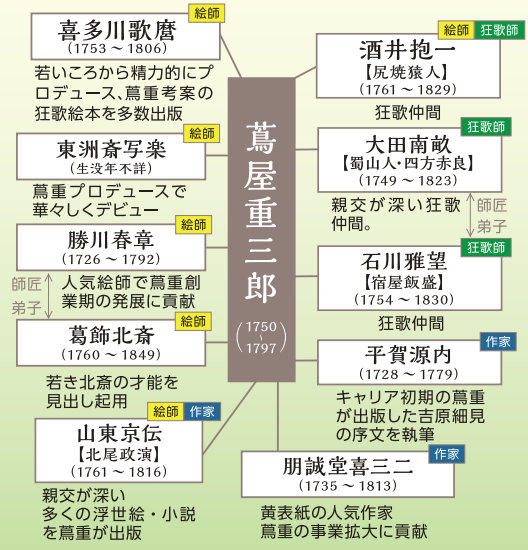 絵師
喜多川歌麿
(1753 ～ 1806)
若いころから精力的にプ
ロデュース、蔦重考案の
狂歌絵本を多数出版
絵師
東洲斎写楽
(生没年不詳)
蔦重プロデュースで
華々しくデビュー
絵師
勝川春章
(1726 ～ 1792)
人気絵師で蔦重創
業期の発展に貢献
師匠
弟子
絵師
葛飾北斎
(1760 ～ 1849)
若き北斎の才能を
見出し起用
絵師 作家
山東京伝
【北尾政演】
(1761 ～ 1816)
親交が深い
多くの浮世絵・小説
を蔦重が出版
蔦屋重三郎
(1750
～
1797)
絵師 狂歌師
酒井抱一
【尻焼猿人】
(1761 ～ 1829)
狂歌仲間
狂歌師
大田南畝
【蜀山人・四方赤良】
(1749 ～ 1823)
親交が深い狂歌
仲間。
師匠
弟子
狂歌師
石川雅望
【宿屋飯盛】
(1754 ～ 1830)
狂歌仲間
作家
平賀源内
(1728 ～ 1779)
キャリア初期の蔦重
が出版した吉原細見
の序文を執筆
作家
朋誠堂喜三二
(1735 ～ 1813)
黄表紙の人気作家
蔦重の事業拡大に貢献